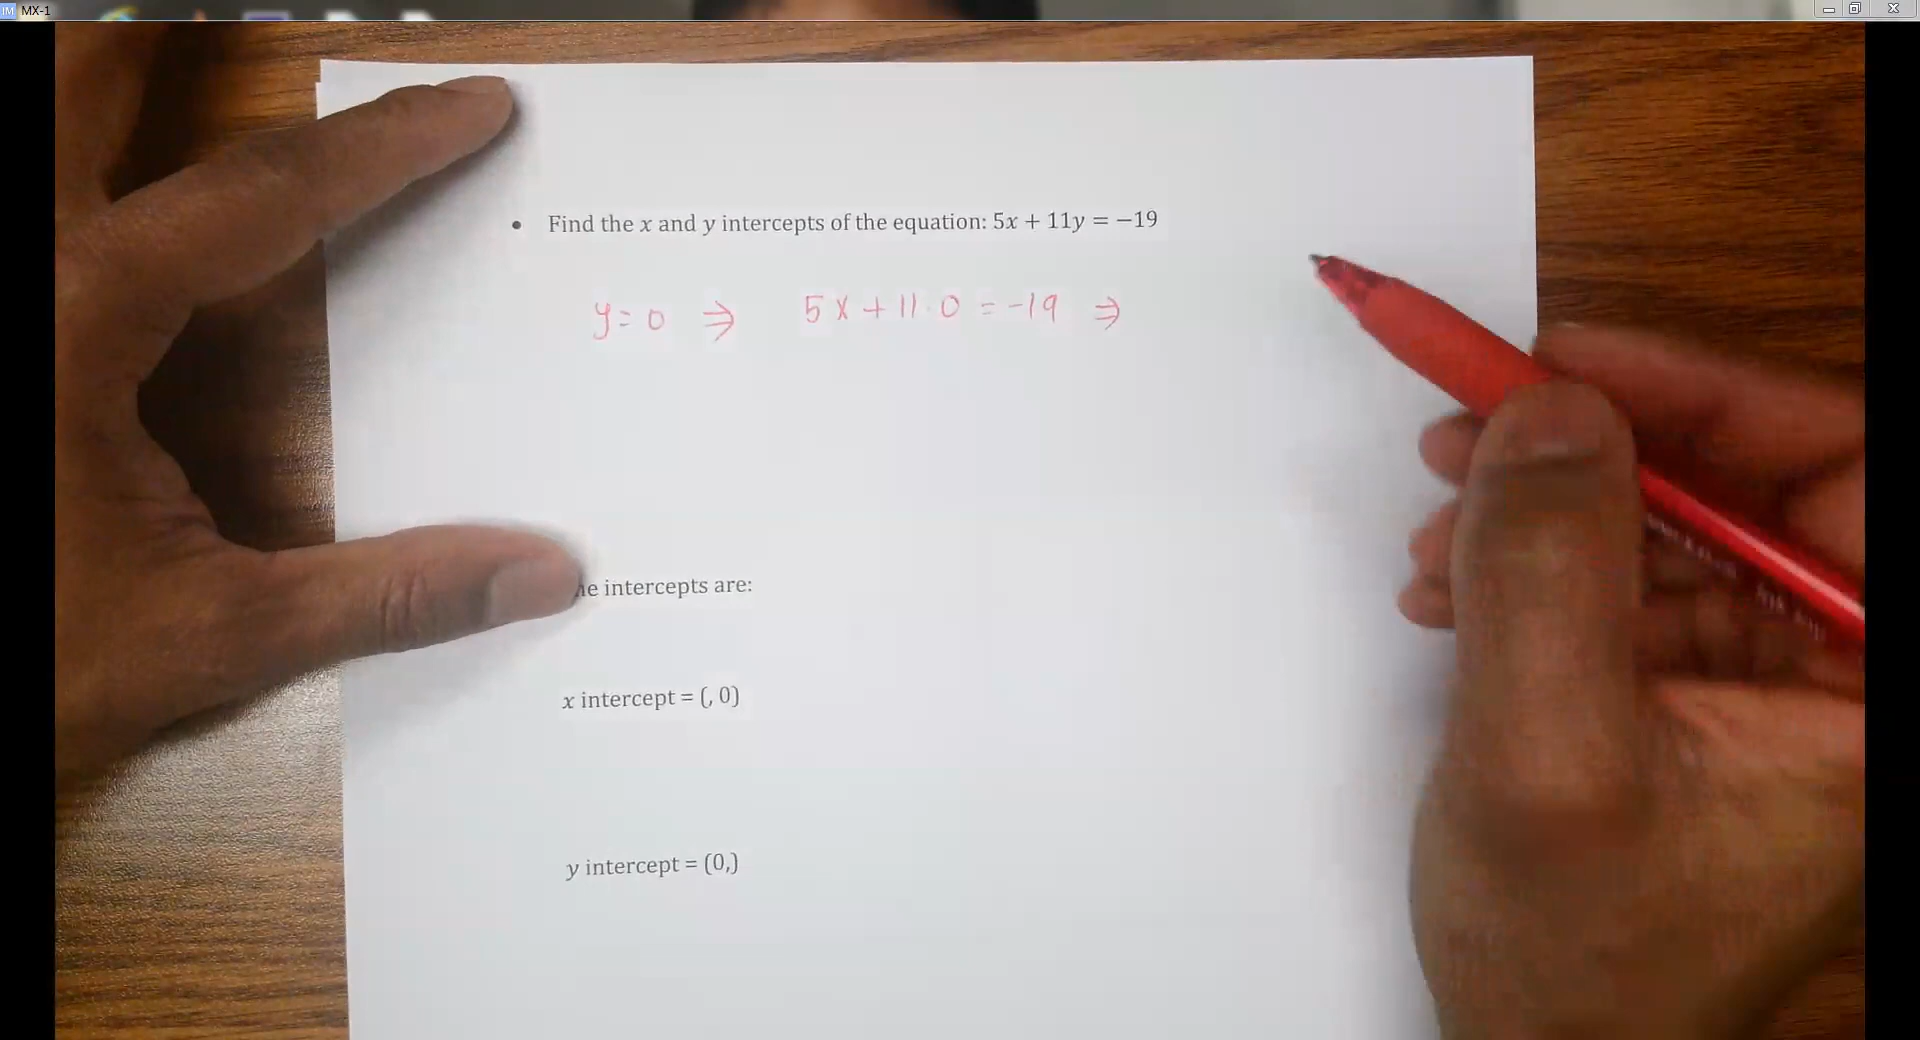 MX-1
• Find the x and y intercepts of the equation: 5x + 11y = −19
y = 0 ⇒ 5x + 11 · 0 = -19 ⇒
intercepts are:
x intercept = (, 0)
y intercept = (0,)